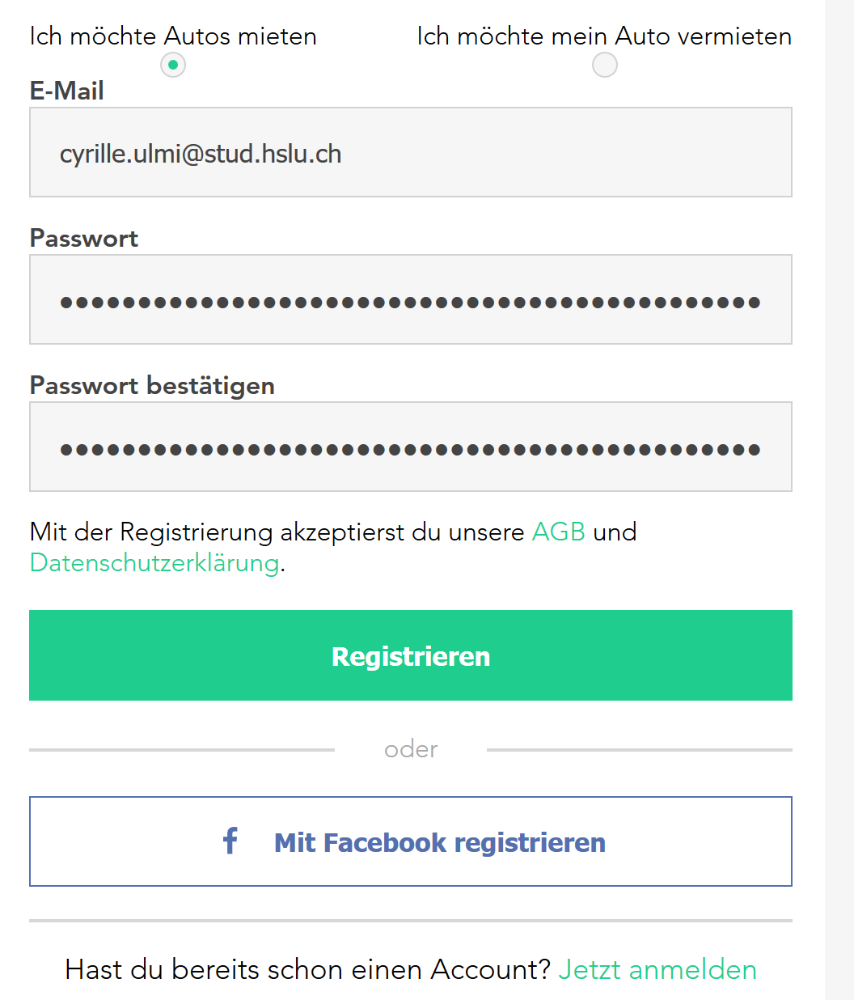 Ich möchte Autos mieten
Ich möchte mein Auto vermieten
E-Mail
cyrille.ulmi@stud.hslu.ch
Passwort
•••••••••••••••••••••••••••••••••••••••••••••
Passwort bestätigen
•••••••••••••••••••••••••••••••••••••••••••••
Mit der Registrierung akzeptierst du unsere AGB und
Datenschutzerklärung.
Registrieren
oder
Mit Facebook registrieren
Hast du bereits schon einen Account? Jetzt anmelden